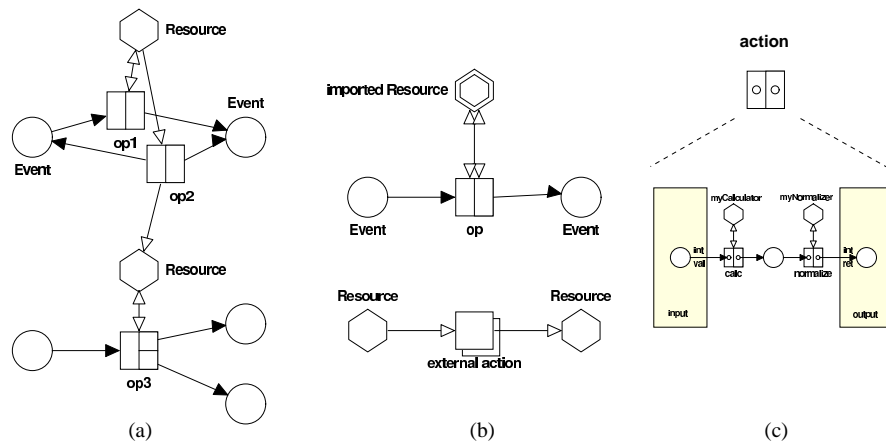 Resource
Event
op1
Event
op2
Resource
op3
(a)
imported Resource
Event
op
Event
Resource
Resource
external action
(b)
action
myCalculator
myNormalizer
int
val
calc
normalize
int
ret
input
output
(c)